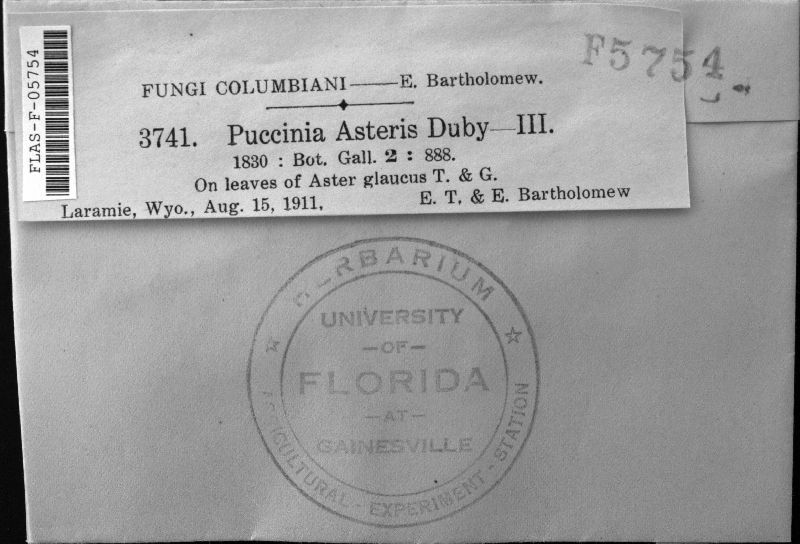 FLAS-F-05754
F5754
FUNGI COLUMBIANI——E. Bartholomew.
3741. Puccinia Asteris Duby—III.
1830 : Bot. Gall. 2 : 888.
On leaves of Aster glaucus T. & G.
Laramie, Wyo., Aug. 15, 1911. E. T. & E. Bartholomew
HERBARIUM
UNIVERSITY
—OF—
FLORIDA
—AT—
GAINESVILLE
AGRICULTURAL - EXPERIMENT - STATION